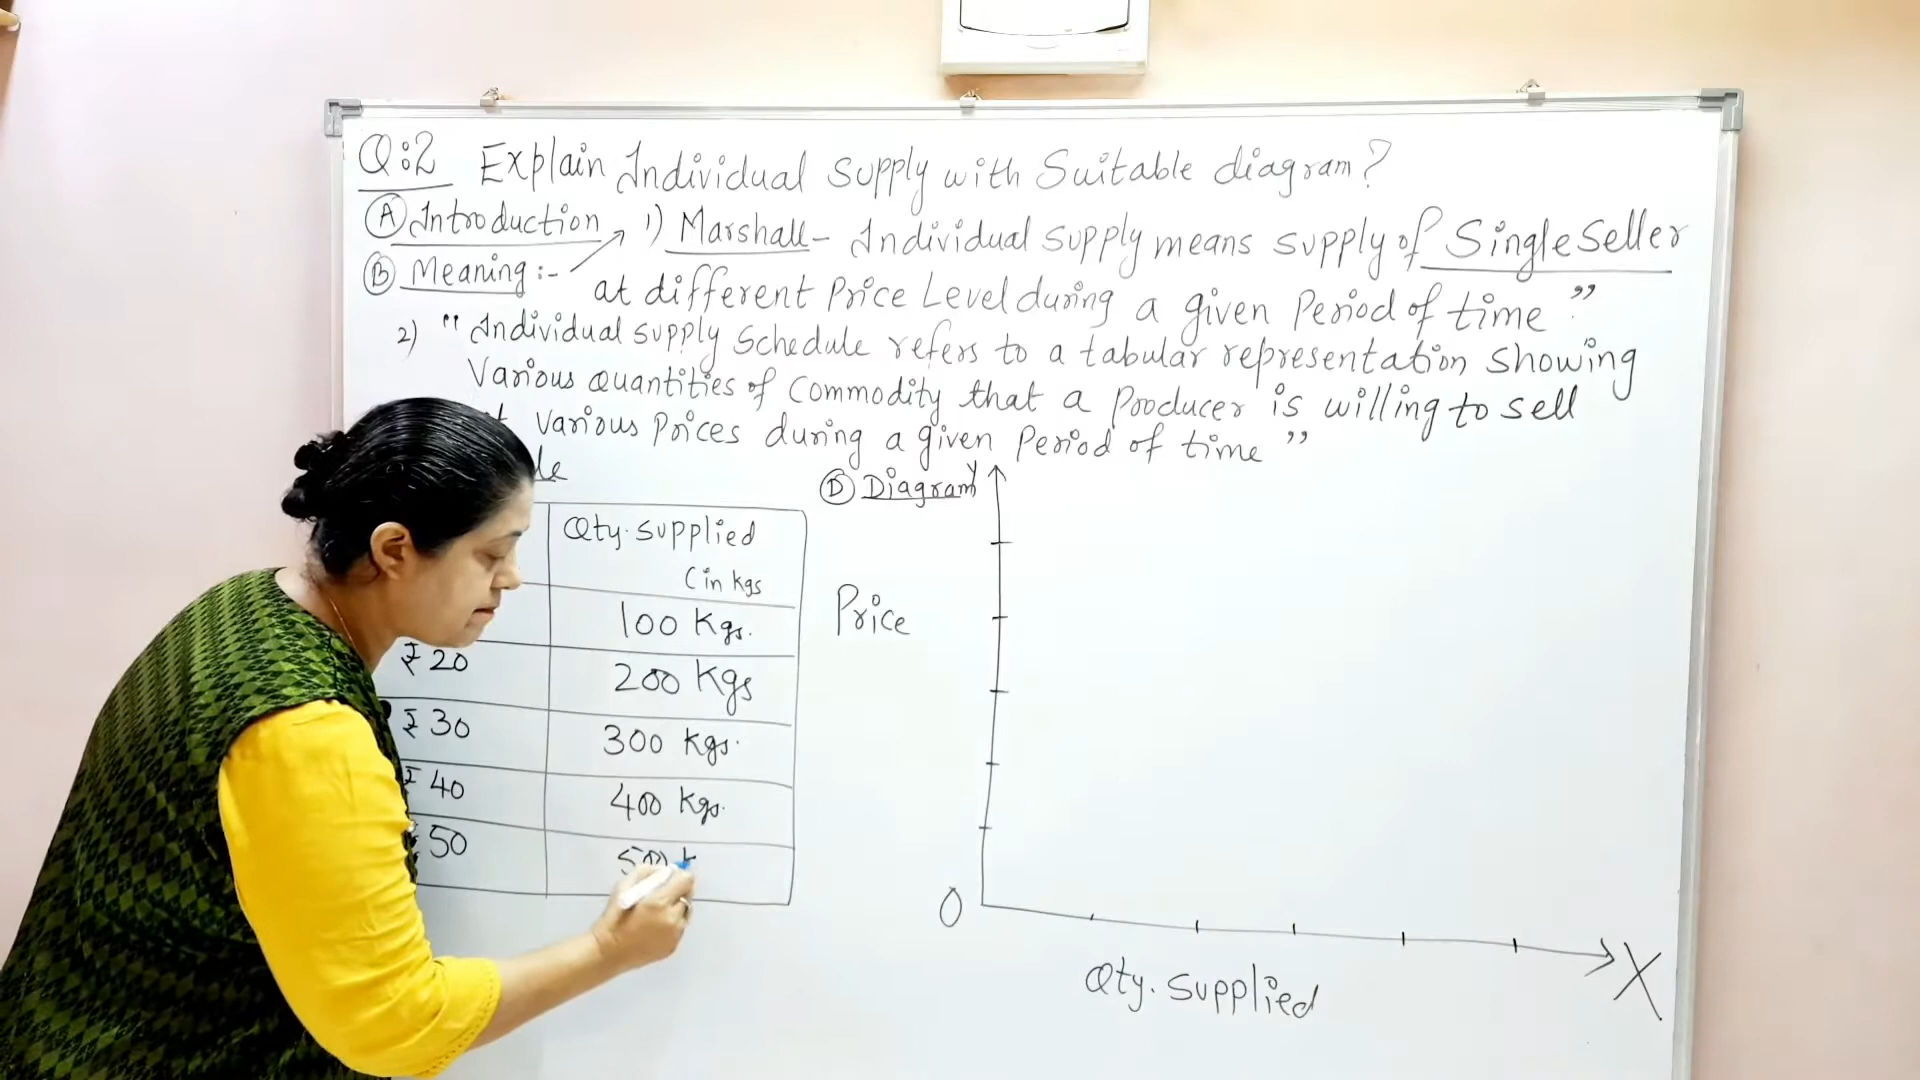 Q:2 Explain Individual Supply with Suitable diagram?
(A) Introduction
1) Marshall - Individual Supply means Supply of Single Seller
(B) Meaning :-
at different Price Level during a given Period of time"
2) "Individual Supply Schedule refers to a tabular representation Showing
Various Quantities of Commodity that a Producer is willing to sell
Various Prices during a given Period of time"
(D) Diagram
Y
Qty. Supplied
(in Kgs
100 Kgs.
₹20 200 Kgs
₹30 300 Kgs.
₹40 400 Kgs.
₹50 500 K
Price
O
X
Qty. Supplied